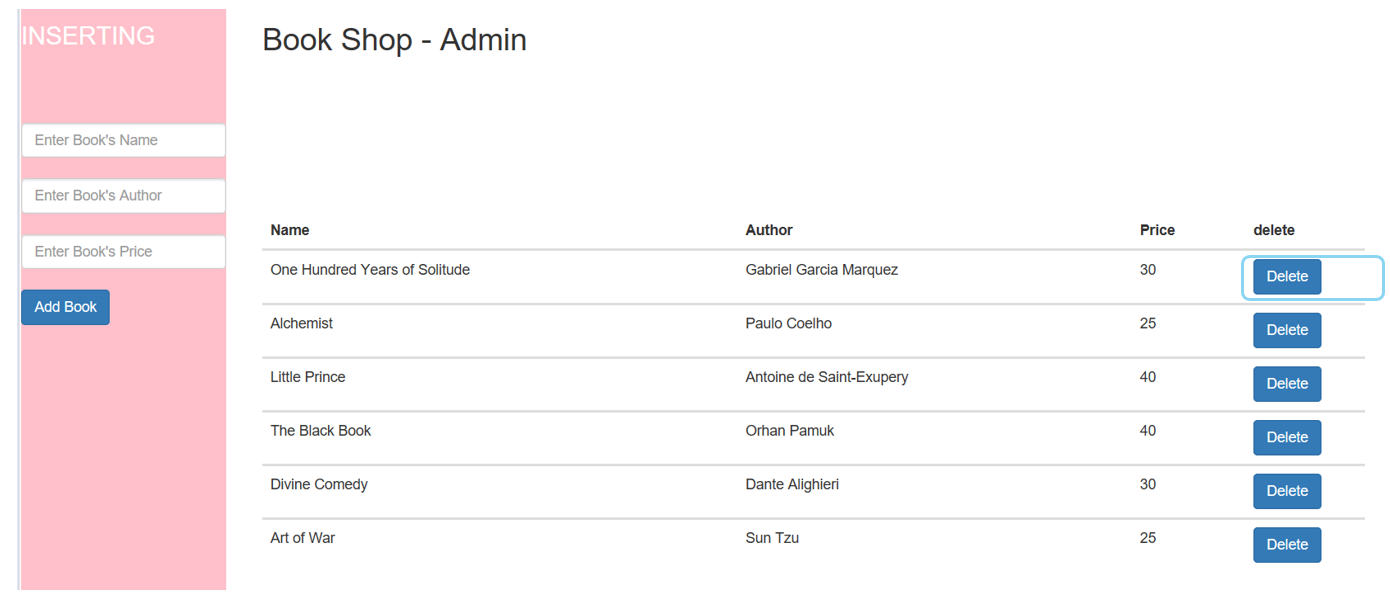 INSERTING
Book Shop - Admin
Enter Book's Name
Enter Book's Author
Enter Book's Price
Add Book
Name Author Price delete
One Hundred Years of Solitude Gabriel Garcia Marquez 30 Delete
Alchemist Paulo Coelho 25 Delete
Little Prince Antoine de Saint-Exupery 40 Delete
The Black Book Orhan Pamuk 40 Delete
Divine Comedy Dante Alighieri 30 Delete
Art of War Sun Tzu 25 Delete